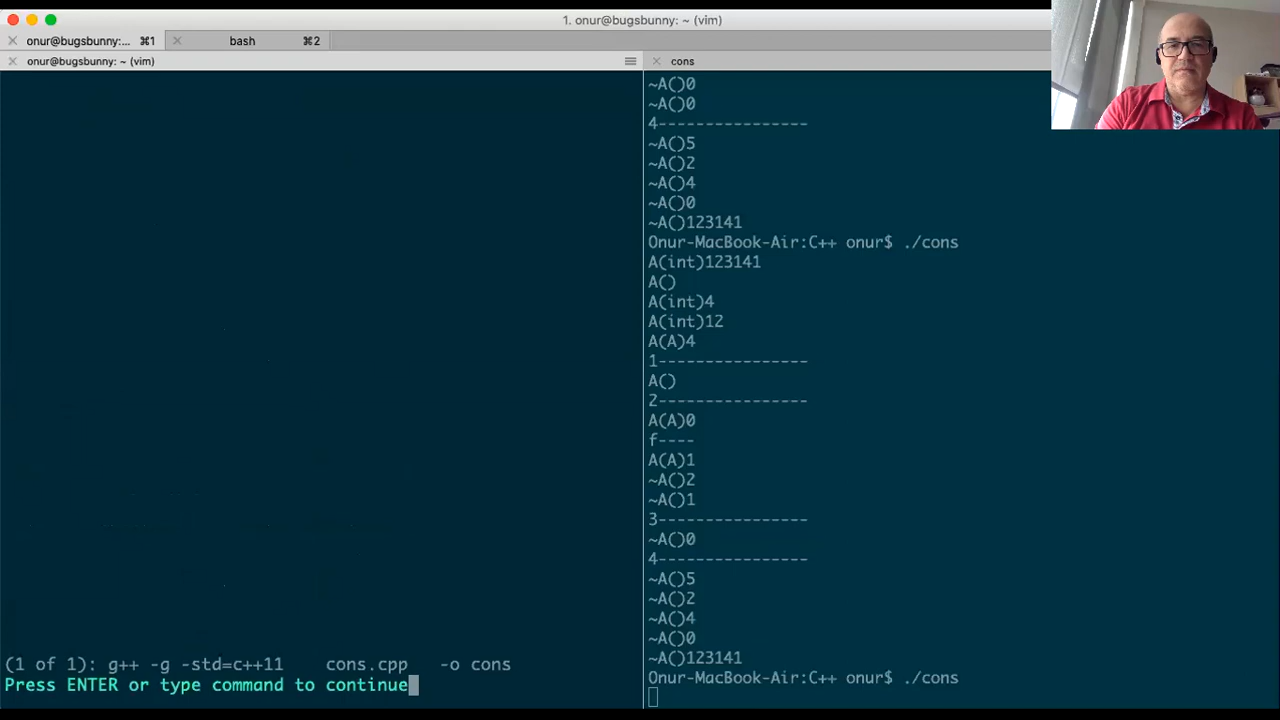 1. onur@bugsbunny: ~ (vim)
onur@bugsbunny:... ⌘1 bash ⌘2
onur@bugsbunny: ~ (vim)
cons
~A()0
~A()0
4----------------
~A()5
~A()2
~A()4
~A()0
~A()123141
Onur-MacBook-Air:C++ onur$ ./cons
A(int)123141
A()
A(int)4
A(int)12
A(A)4
1----------------
A()
2----------------
A(A)0
f----
A(A)1
~A()2
~A()1
3----------------
~A()0
4----------------
~A()5
~A()2
~A()4
~A()0
~A()123141
Onur-MacBook-Air:C++ onur$ ./cons
(1 of 1): g++ -g -std=c++11 cons.cpp -o cons
Press ENTER or type command to continue